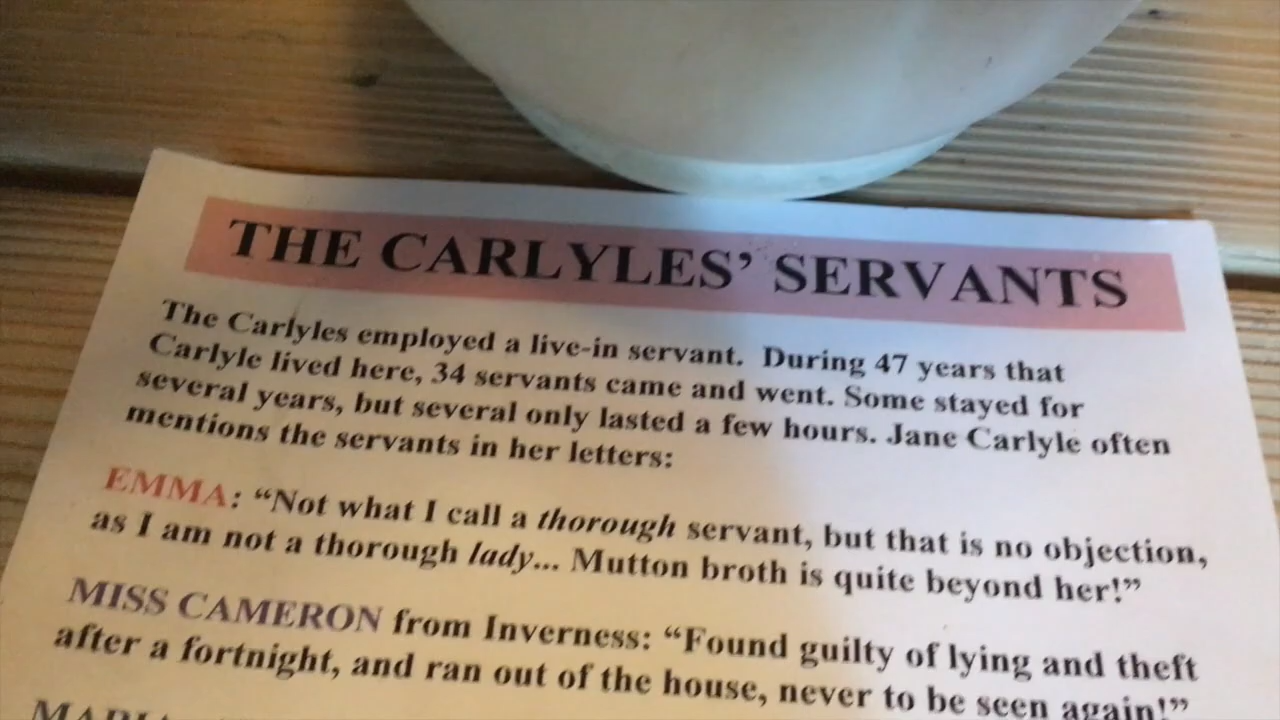 THE CARLYLES' SERVANTS
The Carlyles employed a live-in servant. During 47 years that
Carlyle lived here, 34 servants came and went. Some stayed for
several years, but several only lasted a few hours. Jane Carlyle often
mentions the servants in her letters:
EMMA: “Not what I call a thorough servant, but that is no objection,
as I am not a thorough lady... Mutton broth is quite beyond her!”
MISS CAMERON from Inverness: “Found guilty of lying and theft
after a fortnight, and ran out of the house, never to be seen again!”